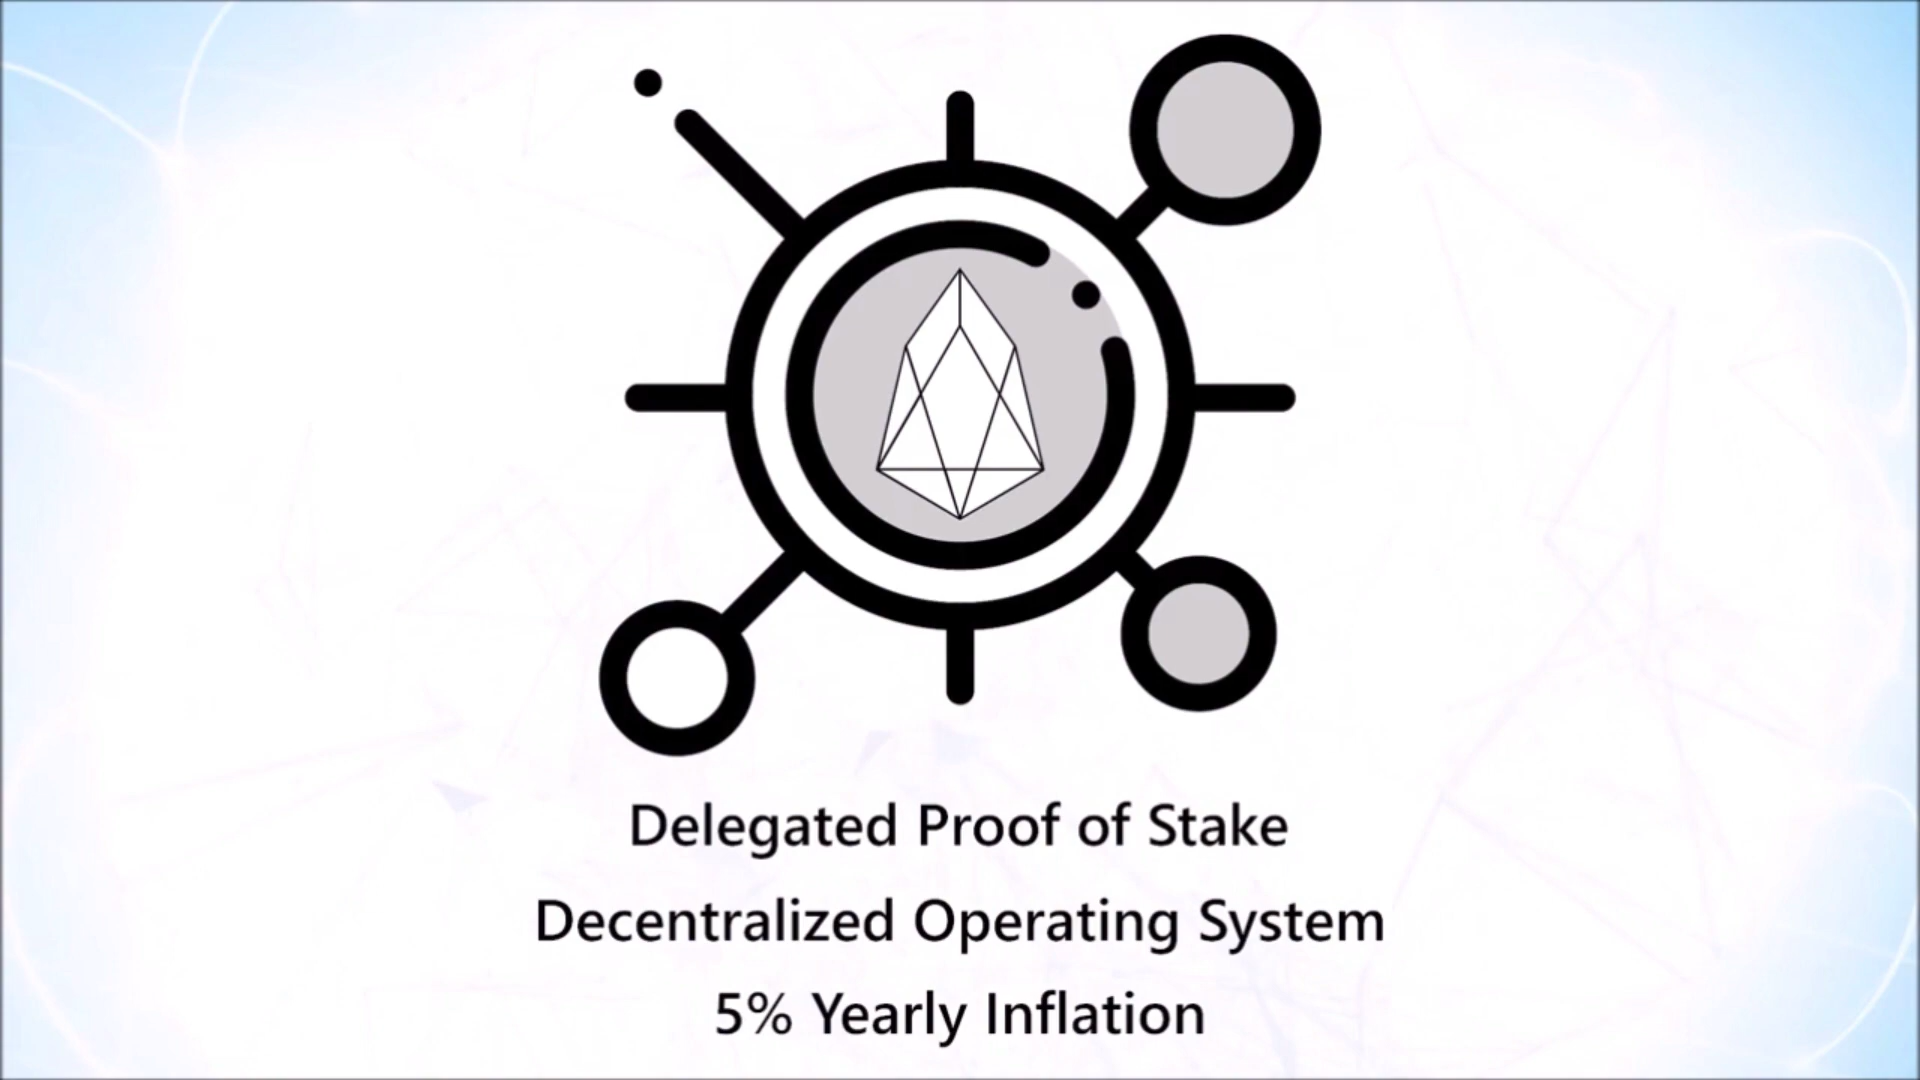 Delegated Proof of Stake
Decentralized Operating System
5% Yearly Inflation